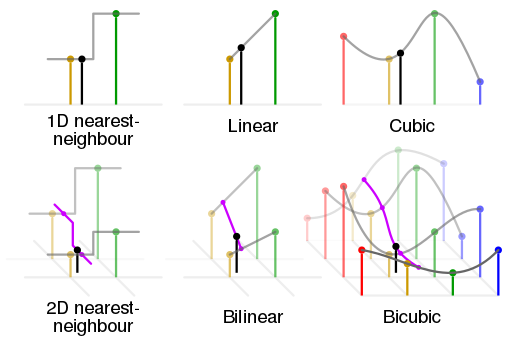 1D nearest-
neighbour
Linear
Cubic
2D nearest-
neighbour
Bilinear
Bicubic